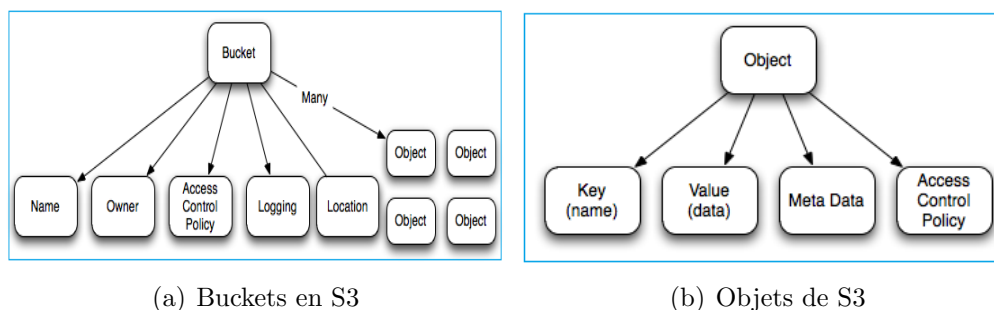 Bucket
Many
Object
Object
Name
Owner
Access
Control
Policy
Logging
Location
Object
Object
(a) Buckets en S3
Object
Key
(name)
Value
(data)
Meta Data
Access
Control
Policy
(b) Objets de S3